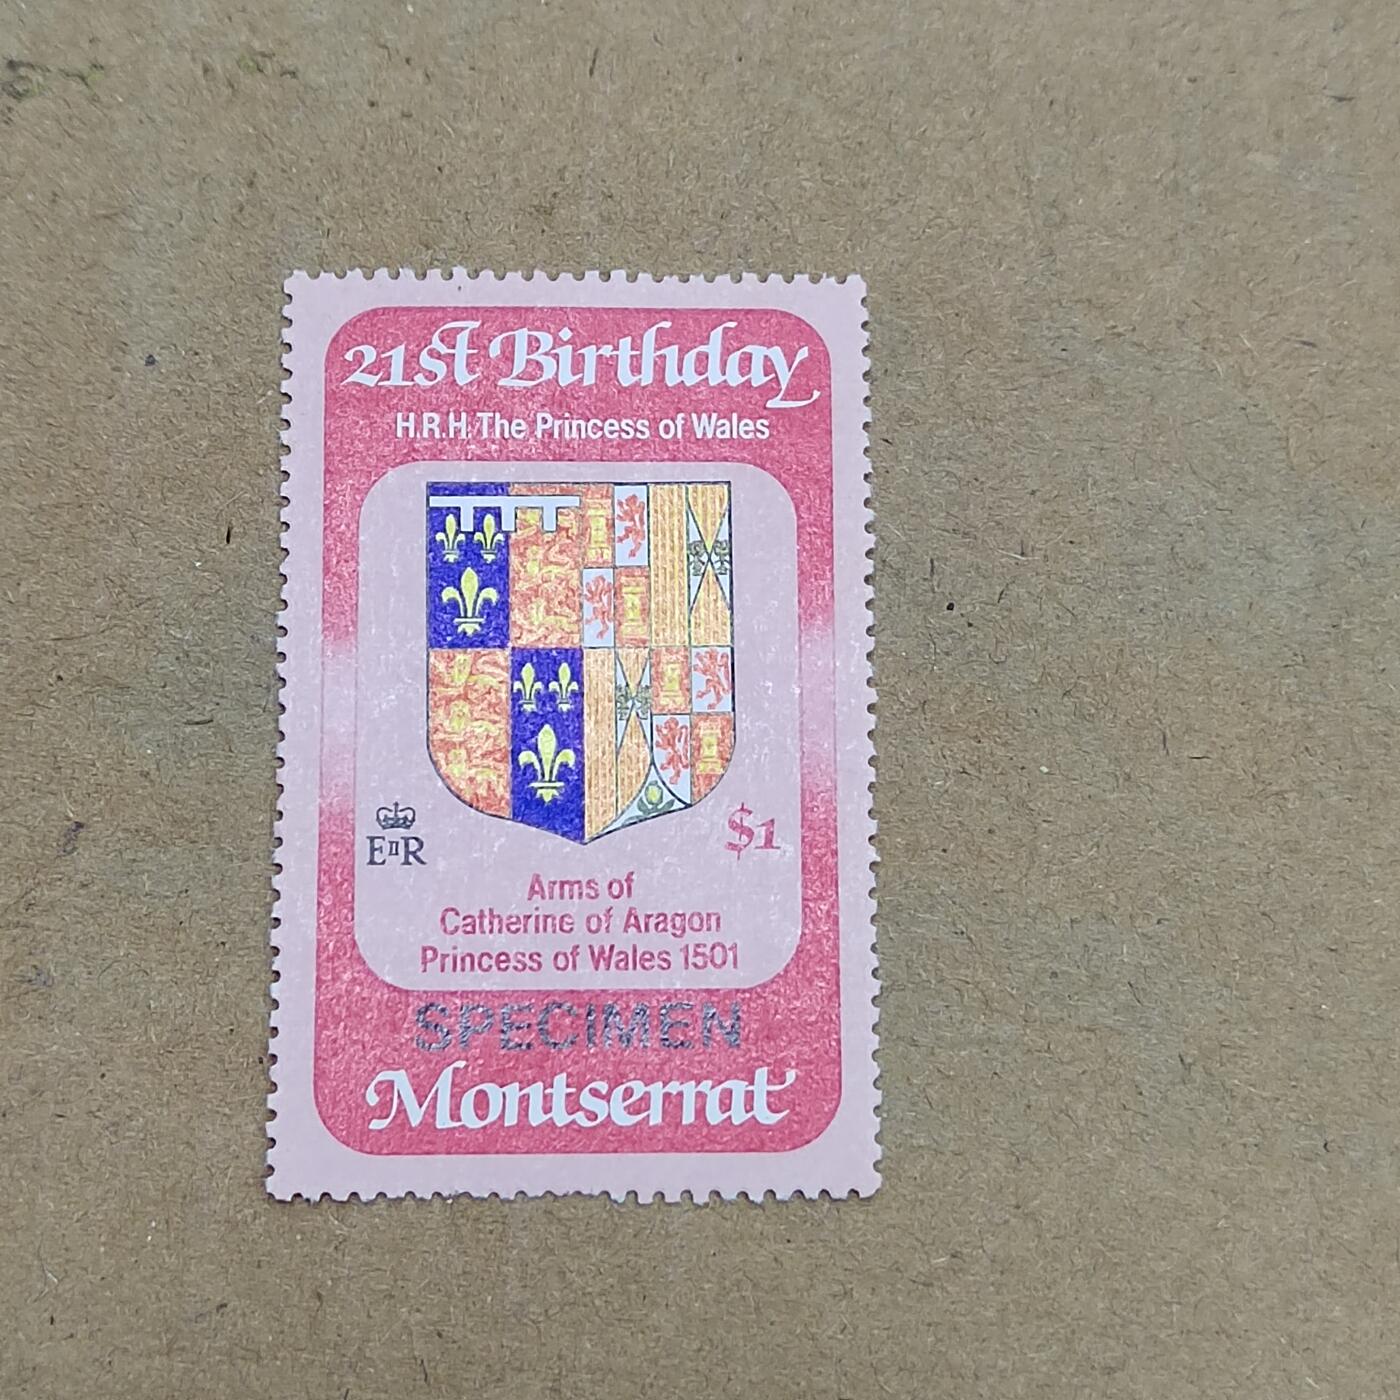 21st Birthday
H.R.H. The Princess of Wales
EIIR
$1
Arms of
Catherine of Aragon
Princess of Wales 1501
SPECIMEN
Montserrat